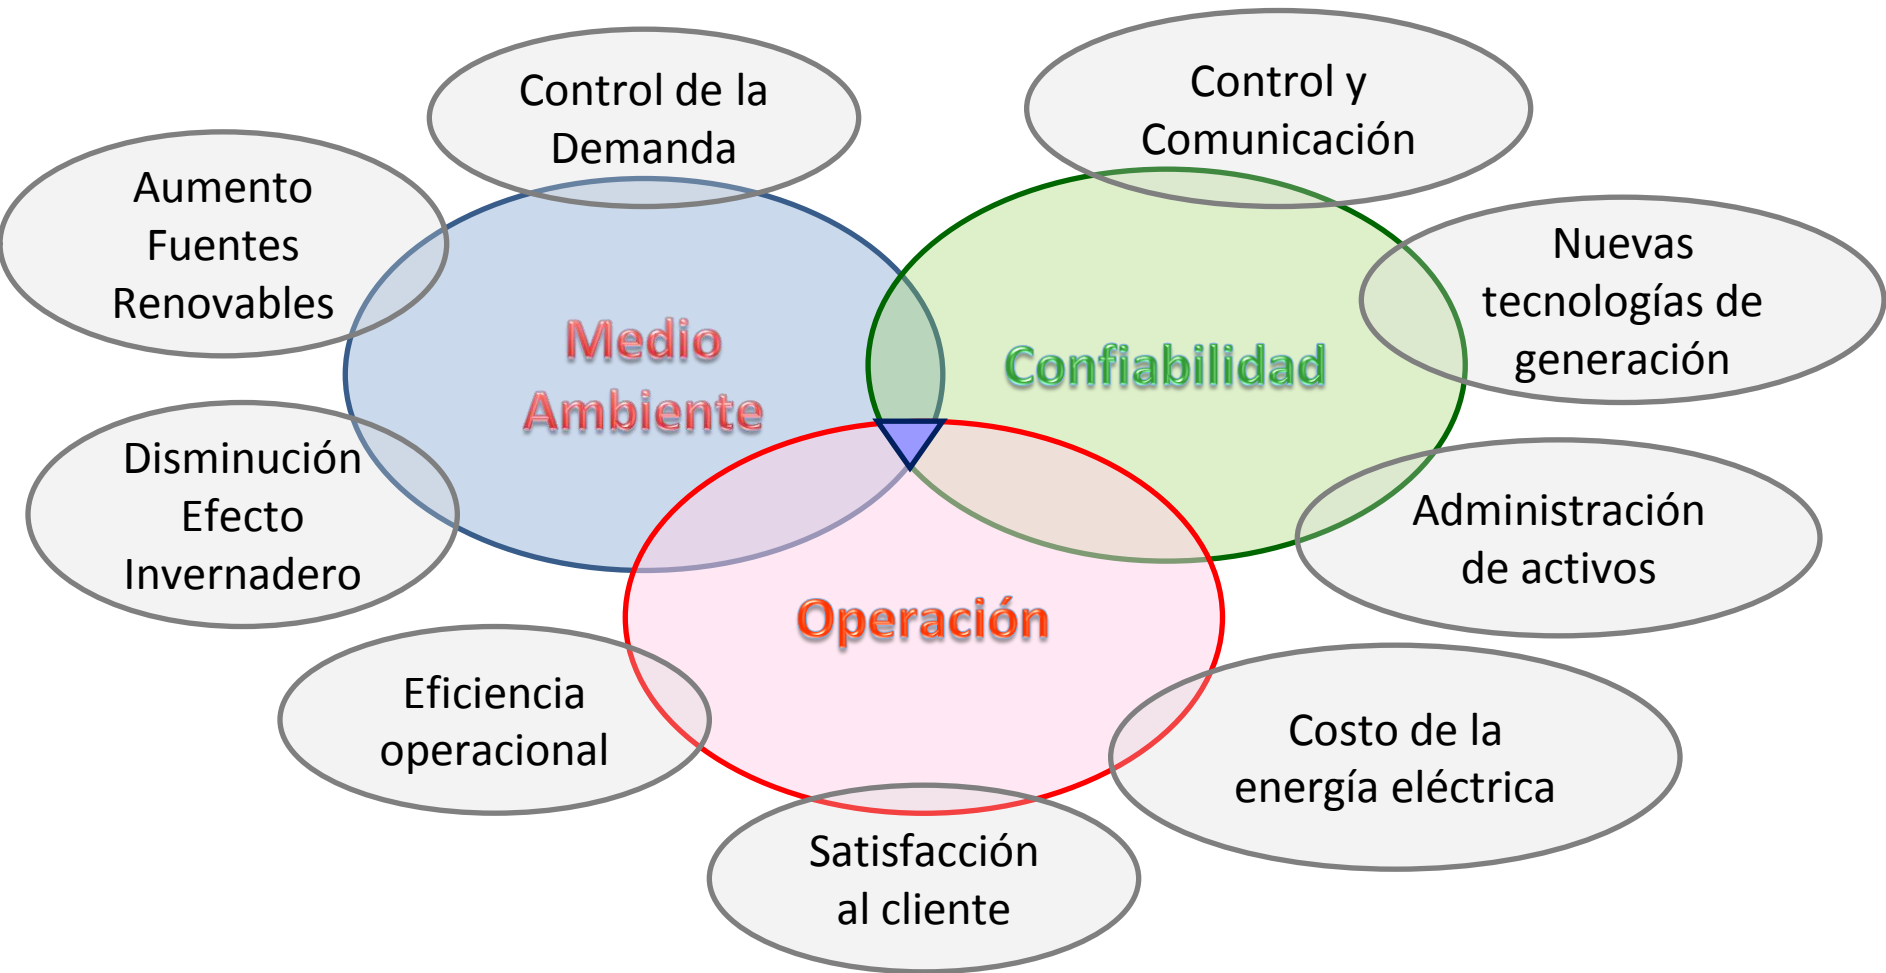 Control de la
Demanda
Control y
Comunicación
Aumento
Fuentes
Renovables
Nuevas
tecnologías de
generación
Medio
Ambiente
Confiabilidad
Disminución
Efecto
Invernadero
Administración
de activos
Operación
Eficiencia
operacional
Costo de la
energía eléctrica
Satisfacción
al cliente